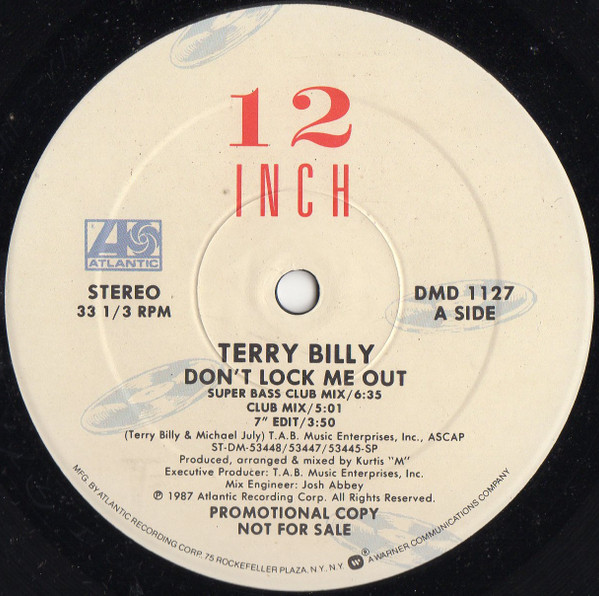 12
INCH
ATLANTIC
STEREO
33 1/3 RPM
DMD 1127
A SIDE
TERRY BILLY
DON'T LOCK ME OUT
SUPER BASS CLUB MIX/6:35
CLUB MIX/5:01
7" EDIT/3:50
(Terry Billy & Michael July) T.A.B. Music Enterprises, Inc., ASCAP
ST-DM-53448/53447/53445-SP
Produced, arranged & mixed by Kurtis "M"
Executive Producer: T.A.B. Music Enterprises, Inc.
Mix Engineer: Josh Abbey
℗ 1987 Atlantic Recording Corp. All Rights Reserved.
PROMOTIONAL COPY
NOT FOR SALE
MFG. BY ATLANTIC RECORDING CORP. 75 ROCKEFELLER PLAZA, N.Y. N.Y. ® A WARNER COMMUNICATIONS COMPANY